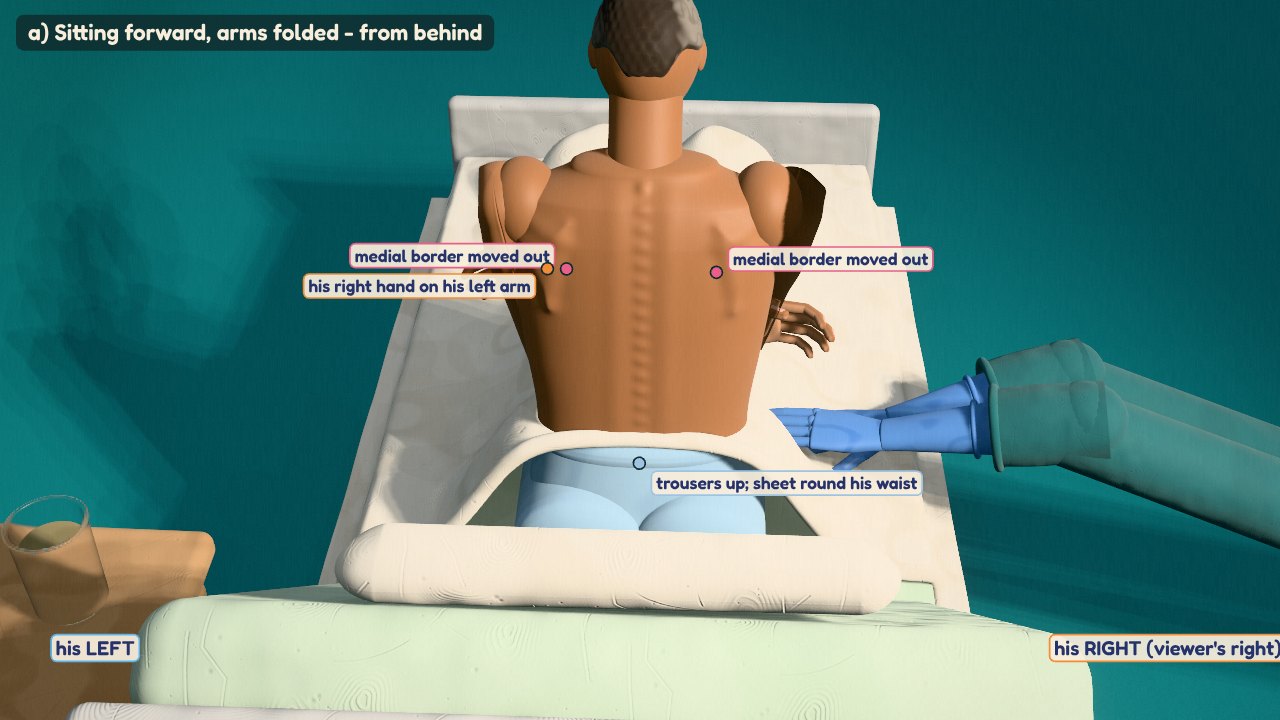 a) Sitting forward, arms folded - from behind
medial border moved out
medial border moved out
his right hand on his left arm
trousers up; sheet round his waist
his LEFT
his RIGHT (viewer's right)